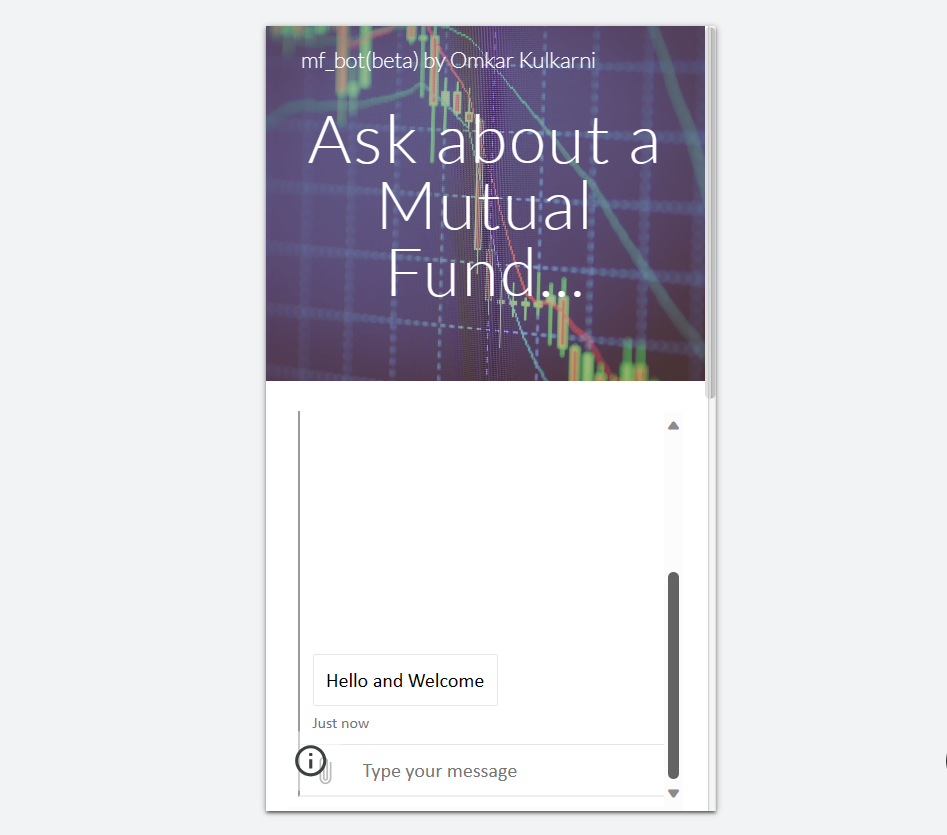 mf_bot(beta) by Omkar Kulkarni
Ask about a
Mutual
Fund...
Hello and Welcome
Just now
Type your message